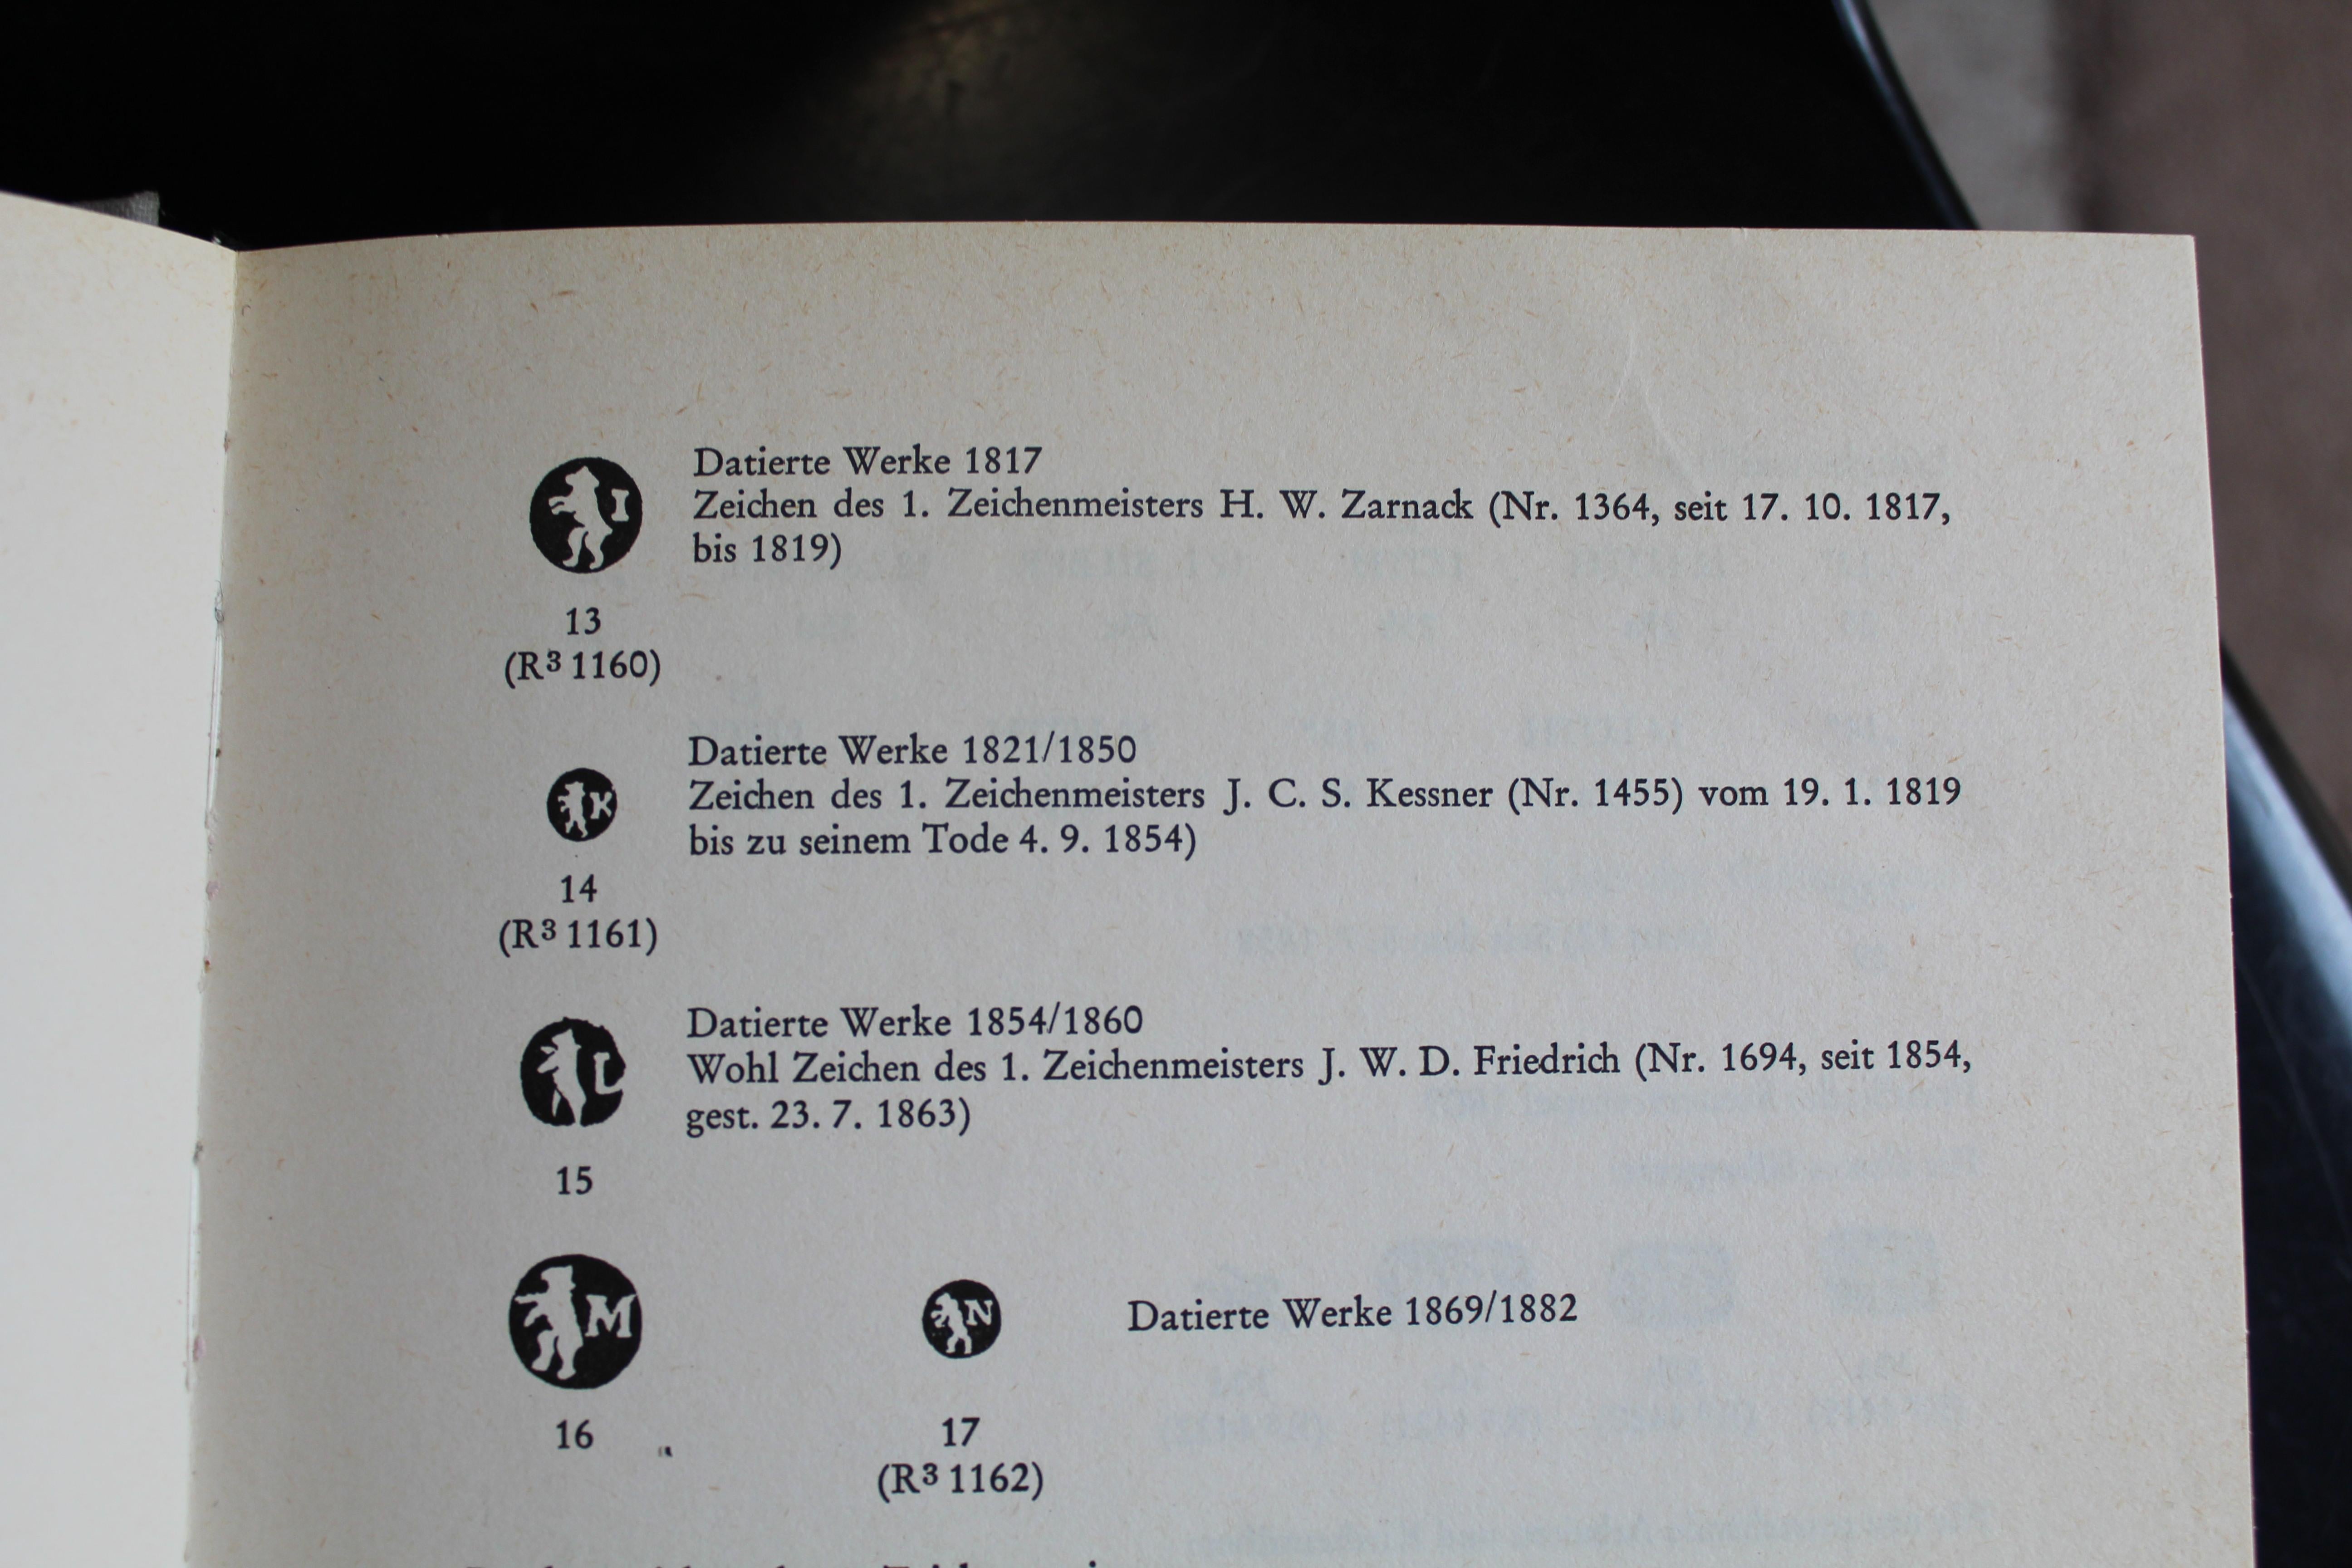 I
Datierte Werke 1817
Zeichen des 1. Zeichenmeisters H. W. Zarnack (Nr. 1364, seit 17. 10. 1817,
bis 1819)
13
(R³ 1160)
K
Datierte Werke 1821/1850
Zeichen des 1. Zeichenmeisters J. C. S. Kessner (Nr. 1455) vom 19. 1. 1819
bis zu seinem Tode 4. 9. 1854)
14
(R³ 1161)
L
Datierte Werke 1854/1860
Wohl Zeichen des 1. Zeichenmeisters J. W. D. Friedrich (Nr. 1694, seit 1854,
gest. 23. 7. 1863)
15
M N Datierte Werke 1869/1882
16 17
(R³ 1162)